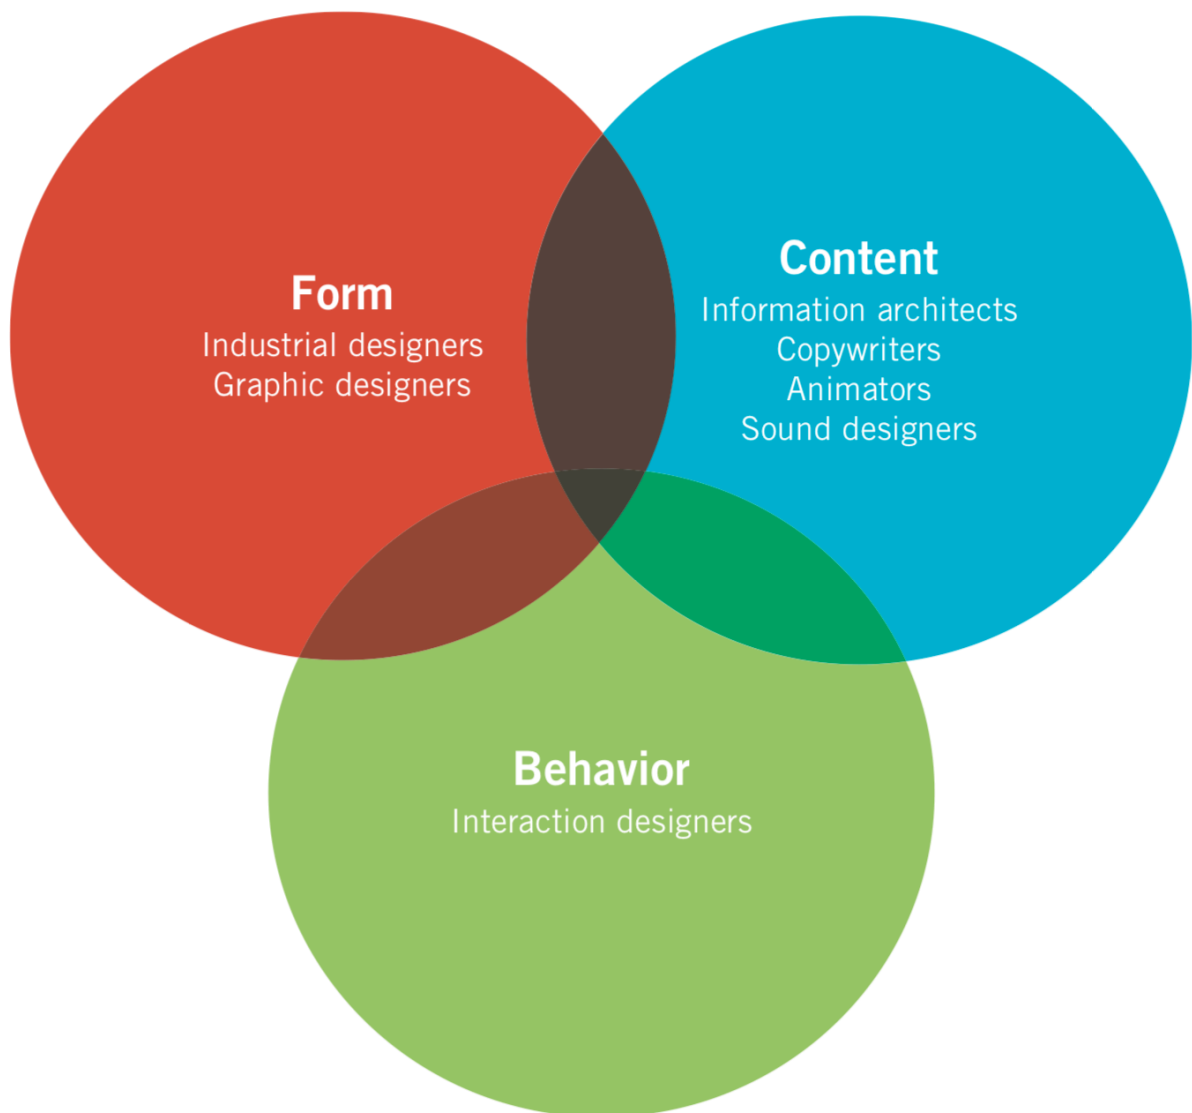 Form
Industrial designers
Graphic designers
Content
Information architects
Copywriters
Animators
Sound designers
Behavior
Interaction designers